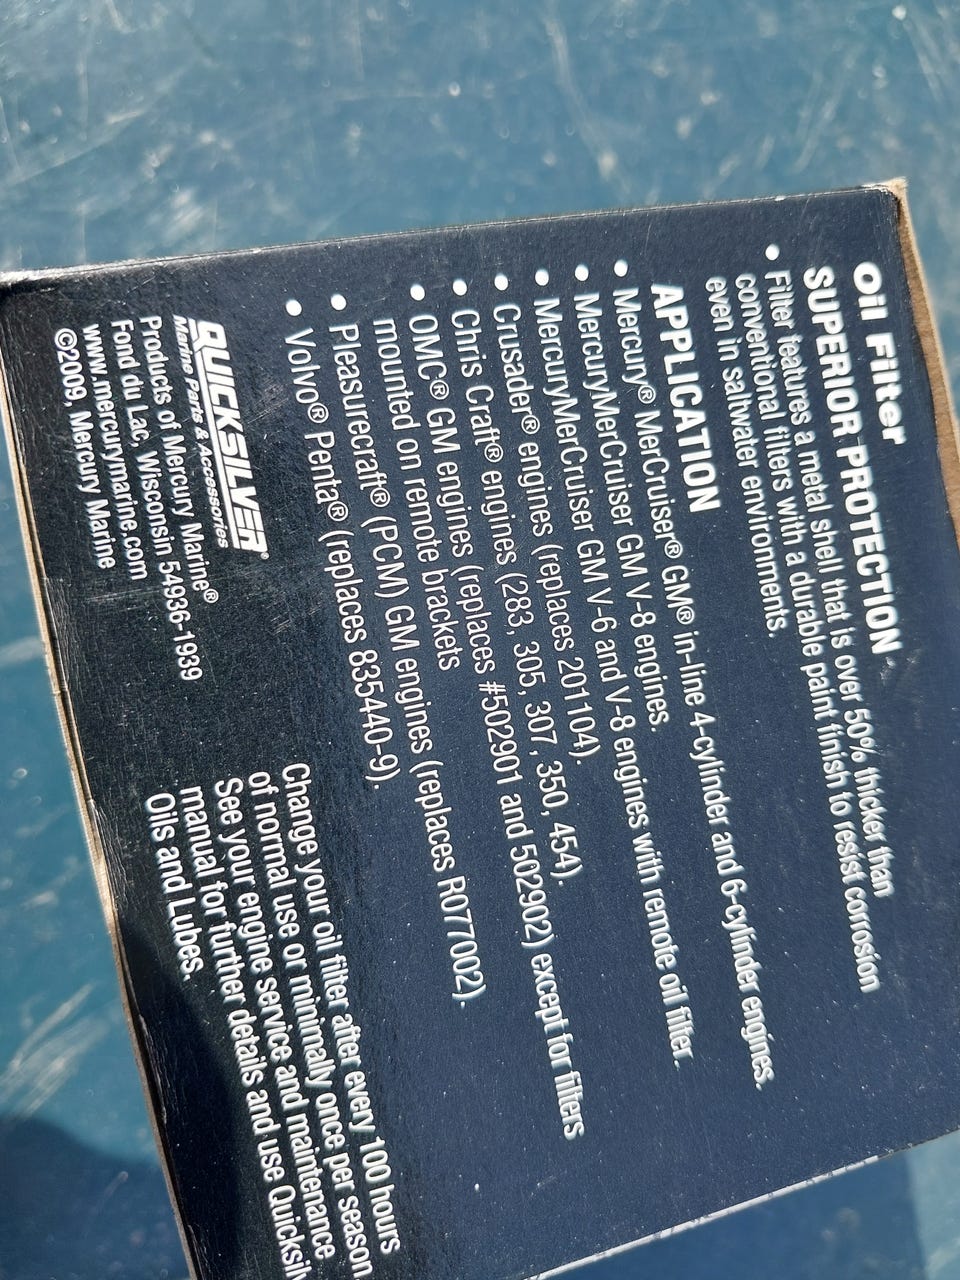 Oil Filter
SUPERIOR PROTECTION
• Filter features a metal shell that is over 50% thicker than
conventional filters with a durable paint finish to resist corrosion
even in saltwater environments.
APPLICATION
• Mercury® MerCruiser® GM® in-line 4-cylinder and 6-cylinder engines.
• MercuryMerCruiser GM V-8 engines.
• MercuryMerCruiser GM V-6 and V-8 engines with remote oil filter.
• Crusader® engines (replaces 201104).
• Chris Craft® engines (283, 305, 307, 350, 454).
• OMC® GM engines (replaces #502901 and 502902) except for filters
mounted on remote brackets
• Pleasurecraft® (PCM) GM engines (replaces R077002).
• Volvo® Penta® (replaces 835440-9).
QUICKSILVER®
Marine Parts & Accessories
Products of Mercury Marine®
Fond du Lac, Wisconsin 54936-1939
www.mercurymarine.com
©2009, Mercury Marine
Change your oil filter after every 100 hours
of normal use or minimally once per season.
See your engine service and maintenance
manual for further details and use Quicksilv
Oils and Lubes.